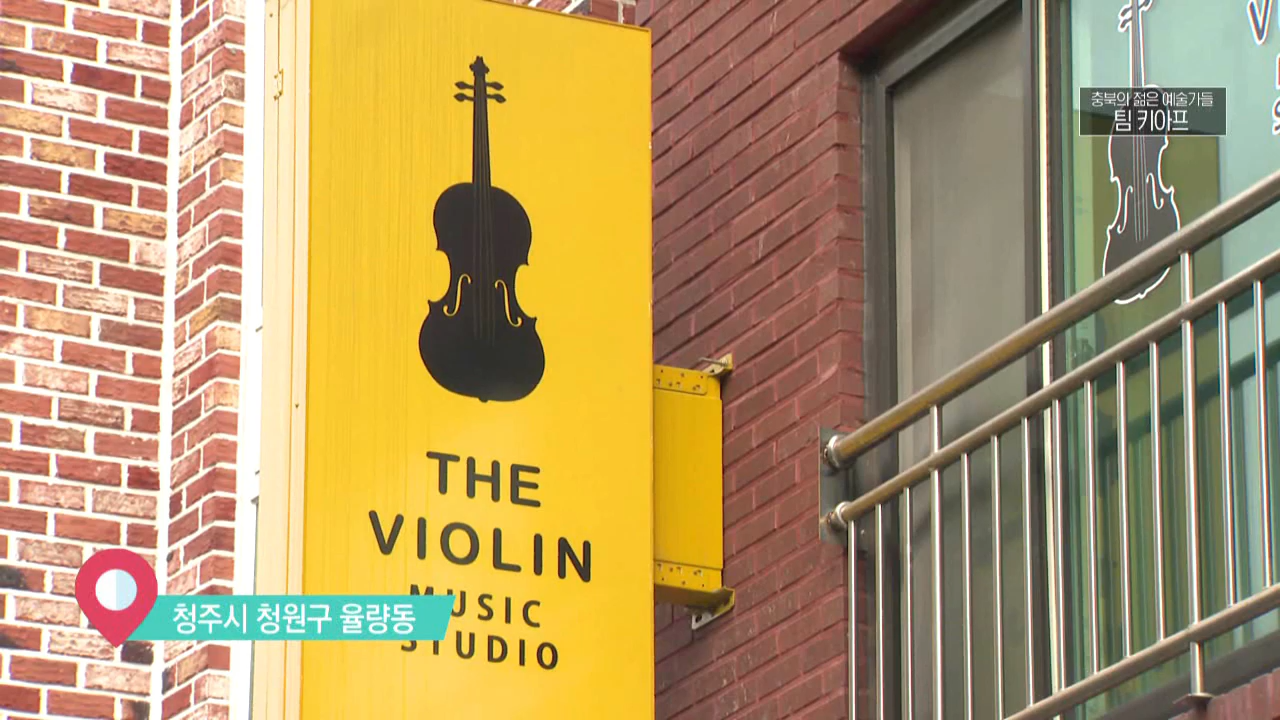 충북의 젊은 예술가들
팀 키아프
THE
VIOLIN
MUSIC
STUDIO
청주시 청원구 율량동